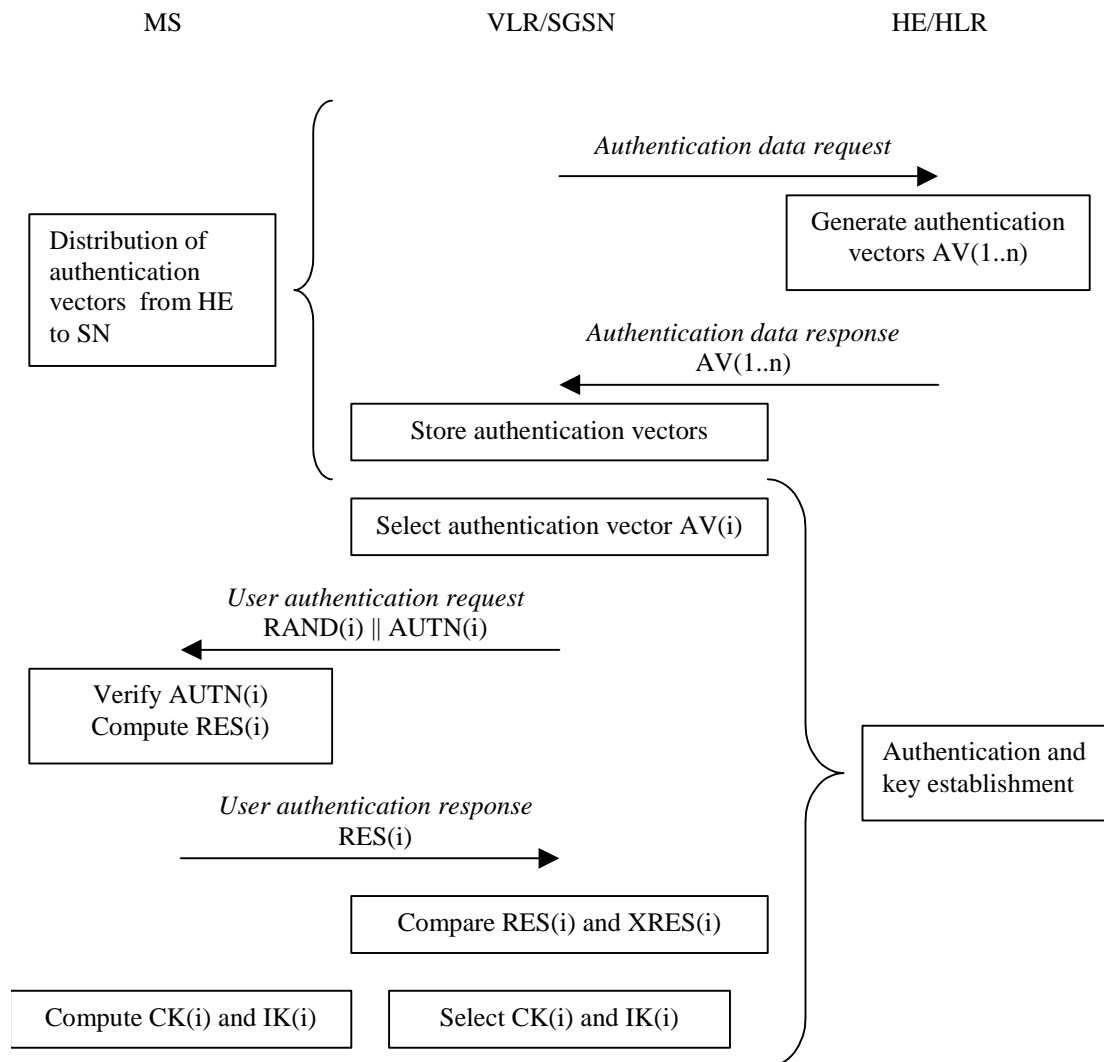 MS
VLR/SGSN
HE/HLR
Authentication data request
Generate authentication
vectors AV(1..n)
Distribution of
authentication
vectors from HE
to SN
Authentication data response
AV(1..n)
Store authentication vectors
Select authentication vector AV(i)
User authentication request
RAND(i) || AUTN(i)
Verify AUTN(i)
Compute RES(i)
Authentication and
key establishment
User authentication response
RES(i)
Compare RES(i) and XRES(i)
Compute CK(i) and IK(i)
Select CK(i) and IK(i)